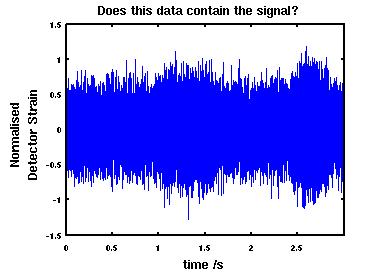 Does this data contain the signal?
Normalised
Detector Strain
1.5
1
0.5
0
-0.5
-1
-1.5
0 0.5 1 1.5 2 2.5
time /s